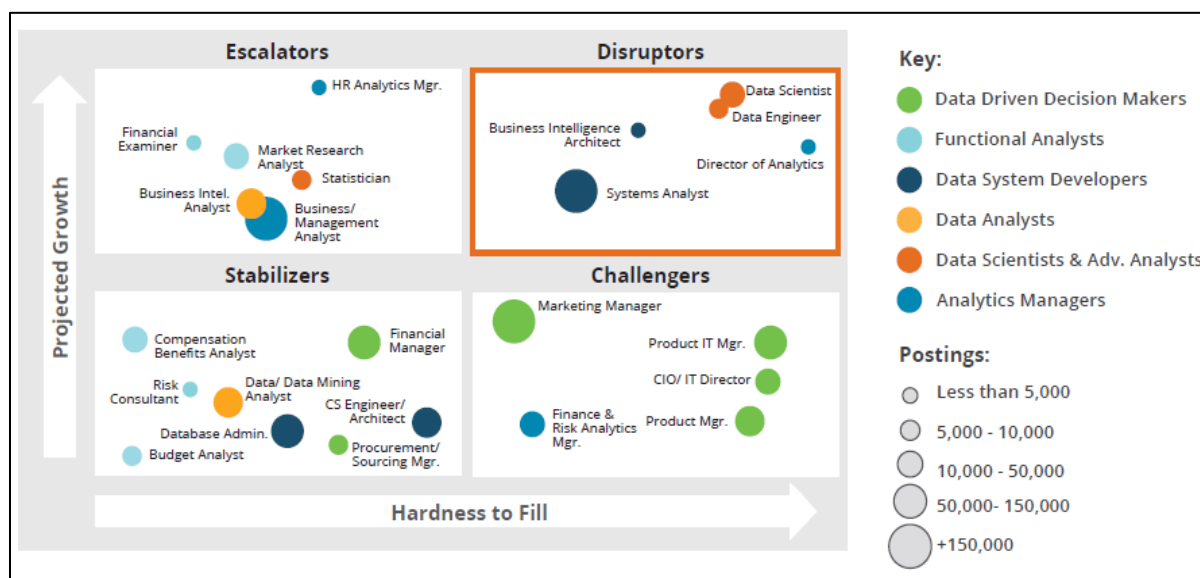 Escalators
Disruptors
Key:
HR Analytics Mgr.
Financial
Examiner
Market Research
Analyst
Statistician
Business Intel.
Analyst
Business/
Management
Analyst
Data Scientist
Data Engineer
Business Intelligence
Architect
Director of Analytics
Systems Analyst
Data Driven Decision Makers
Functional Analysts
Data System Developers
Data Analysts
Data Scientists & Adv. Analysts
Analytics Managers
Projected Growth
Stabilizers
Challengers
Compensation
Benefits Analyst
Financial
Manager
Risk
Consultant
Data/ Data Mining
Analyst
CS Engineer/
Architect
Database Admin.
Budget Analyst
Procurement/
Sourcing Mgr.
Marketing Manager
Product IT Mgr.
CIO/ IT Director
Finance &
Risk Analytics
Mgr.
Product Mgr.
Postings:
Less than 5,000
5,000 - 10,000
10,000 - 50,000
50,000- 150,000
+150,000
Hardness to Fill